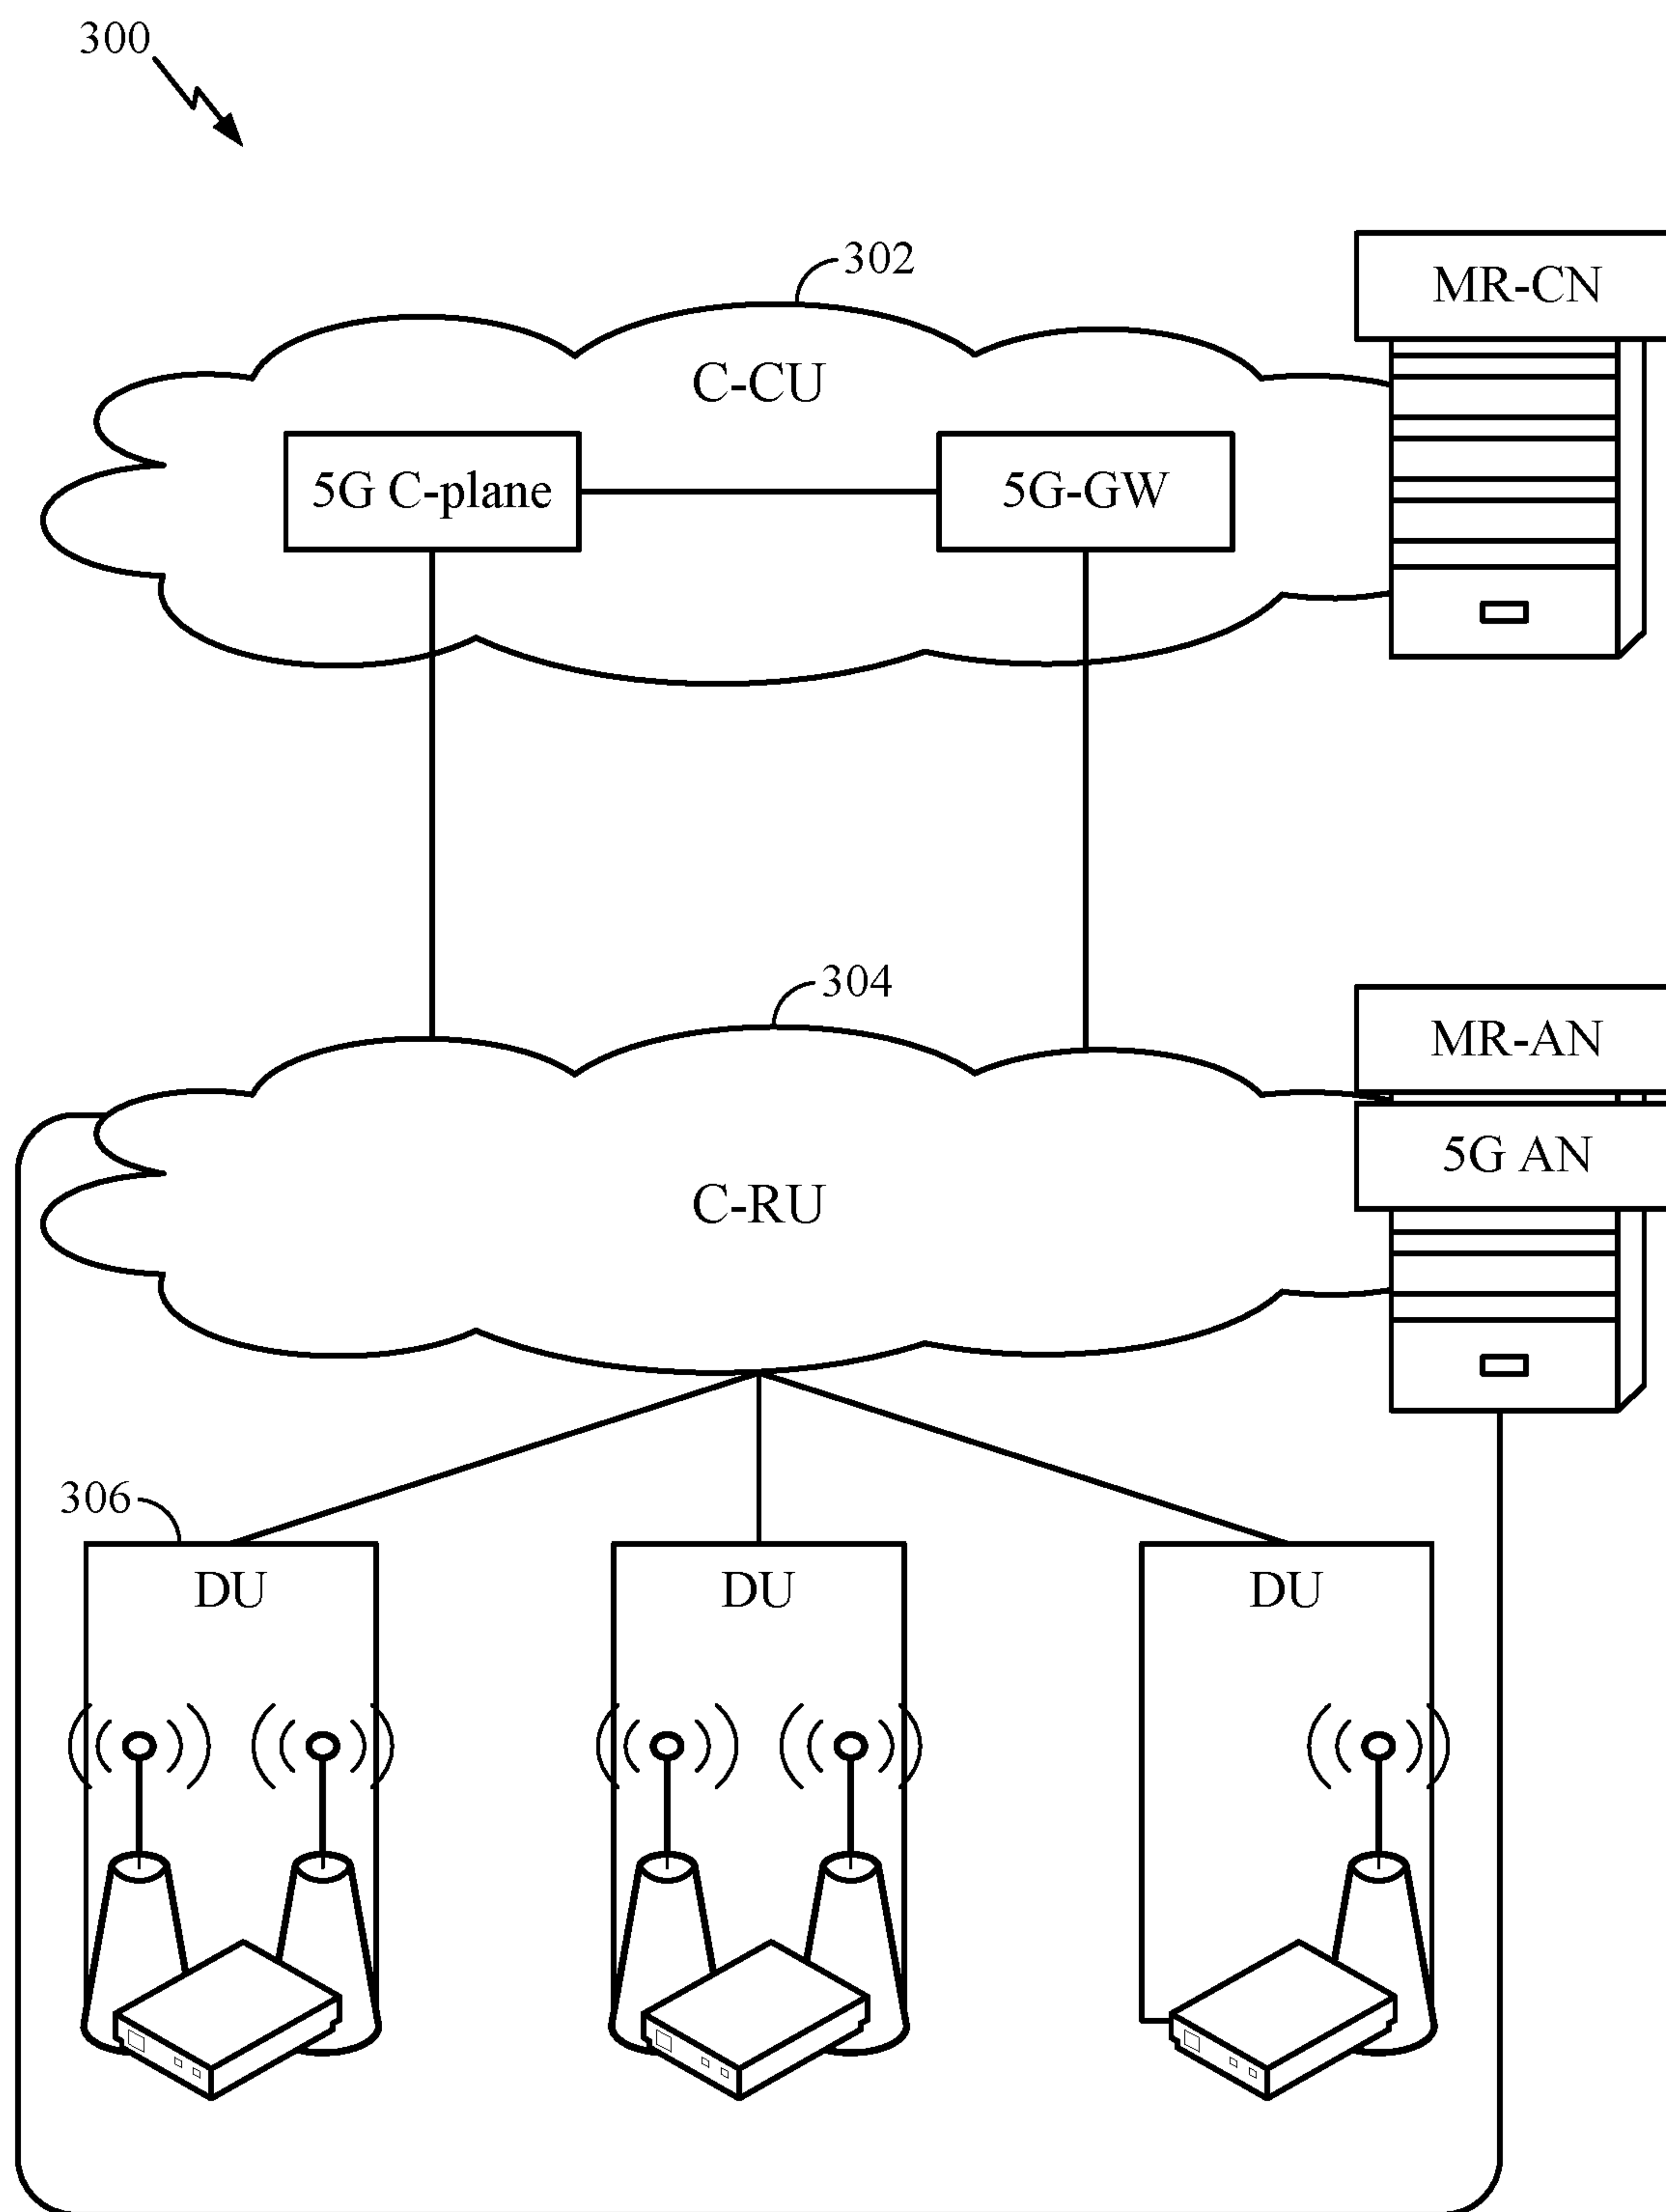 300
302
MR-CN
C-CU
5G C-plane
5G-GW
304
MR-AN
5G AN
C-RU
306
DU
DU
DU